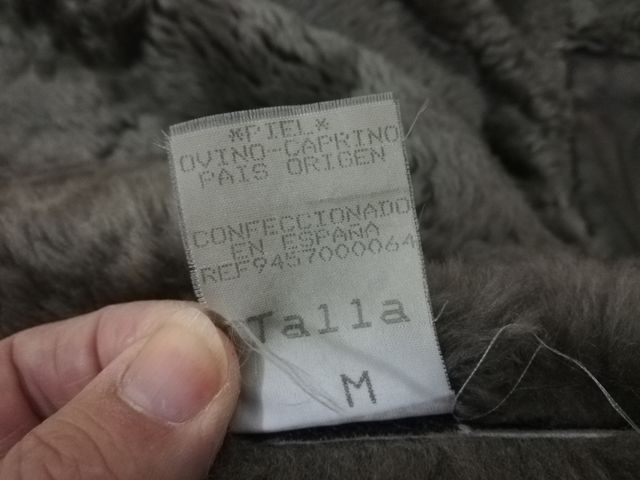 *PIEL*
OVINO-CAPRINO
PAIS ORIGEN
CONFECCIONADO
EN ESPAÑA
REF9457000064
Talla
M